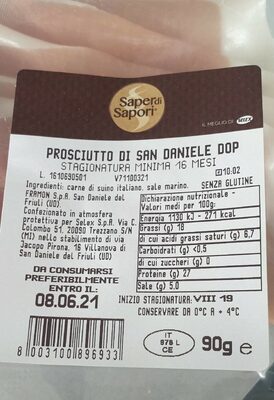 Saper di
Sapori
IL MEGLIO DI
PROSCIUTTO DI SAN DANIELE DOP
STAGIONATURA MINIMA 16 MESI
L. 1610690501 V71100321 10.02
Ingredienti: carne di suino italiano, sale marino. SENZA GLUTINE
FRAMON S.p.A. San Daniele del
Friuli (UD)
Confezionato in atmosfera
protettiva per Selex S.p.A. Via C.
Colombo 51, 20090 Trezzano S/N
(MI) nello stabilimento di via
Jacopo Pirona, 16 Villanova di
San Daniele del Friuli (UD)
Dichiarazione nutrizionale -
Valori medi per 100g:
Energia 1130 kJ - 271 kcal
Grassi (g) 18
di cui acidi grassi saturi (g) 6,7
Carboidrati (g) <0.5
di cui zuccheri (g) 0
Proteine (g) 27
Sale (g) 5.0
DA CONSUMARSI
PREFERIBILMENTE
ENTRO IL:
08.06.21
INIZIO STAGIONATURA: VIII 19
CONSERVARE DA 0°C A + 4°C
8 003100 896933
IT
978 L
CE
90g e